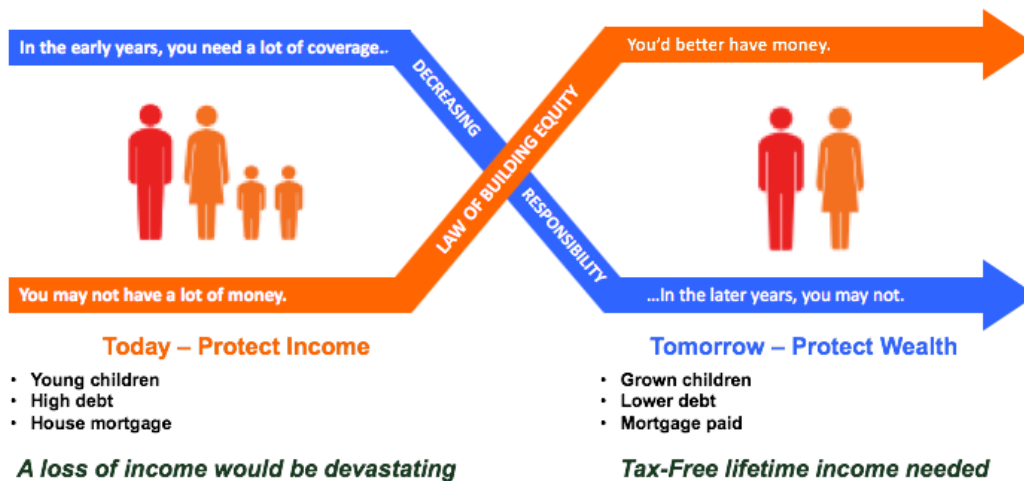 In the early years, you need a lot of coverage..
You'd better have money.
DECREASING
LAW OF BUILDING EQUITY
RESPONSIBILITY
You may not have a lot of money.
...In the later years, you may not.
Today – Protect Income
• Young children
• High debt
• House mortgage
A loss of income would be devastating
Tomorrow – Protect Wealth
• Grown children
• Lower debt
• Mortgage paid
Tax-Free lifetime income needed